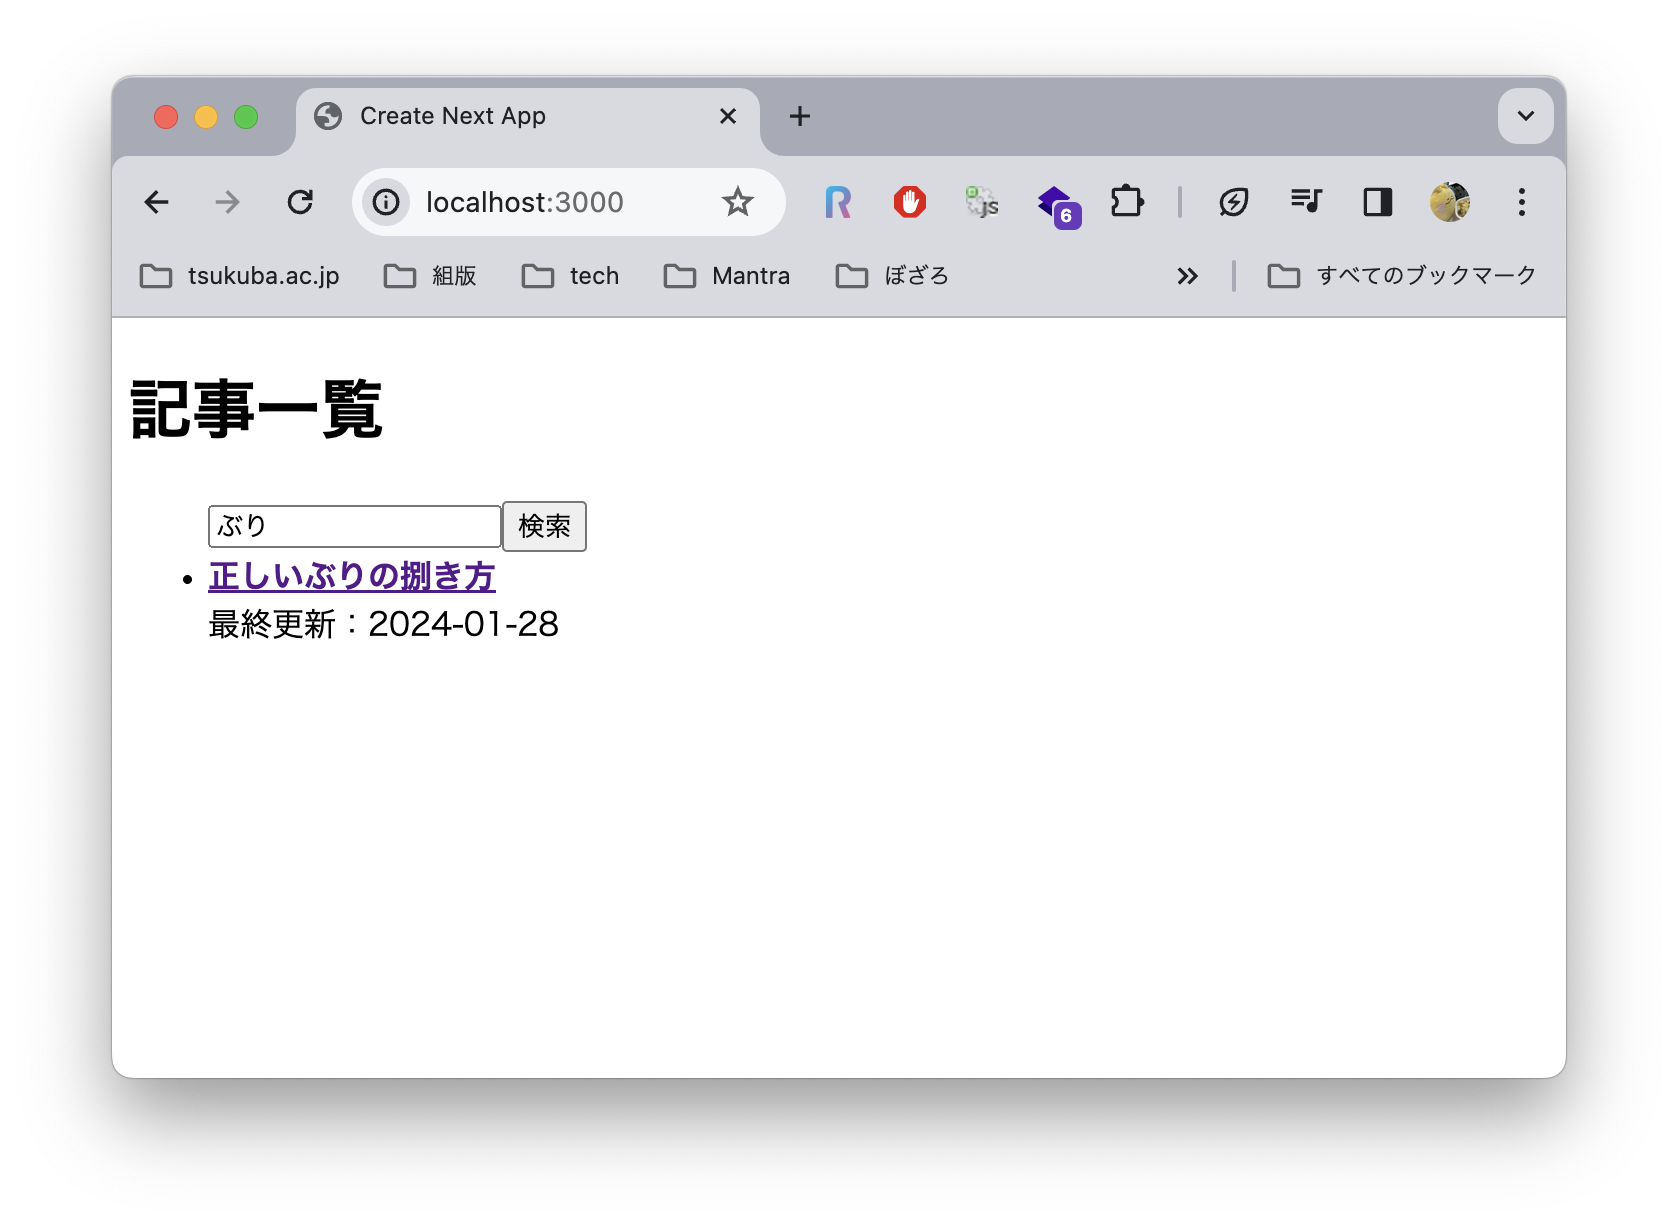 Create Next App
localhost:3000
js
6
tsukuba.ac.jp 組版 tech Mantra ぼざろ すべてのブックマーク
記事一覧
ぶり 検索
正しいぶりの捌き方
最終更新：2024-01-28